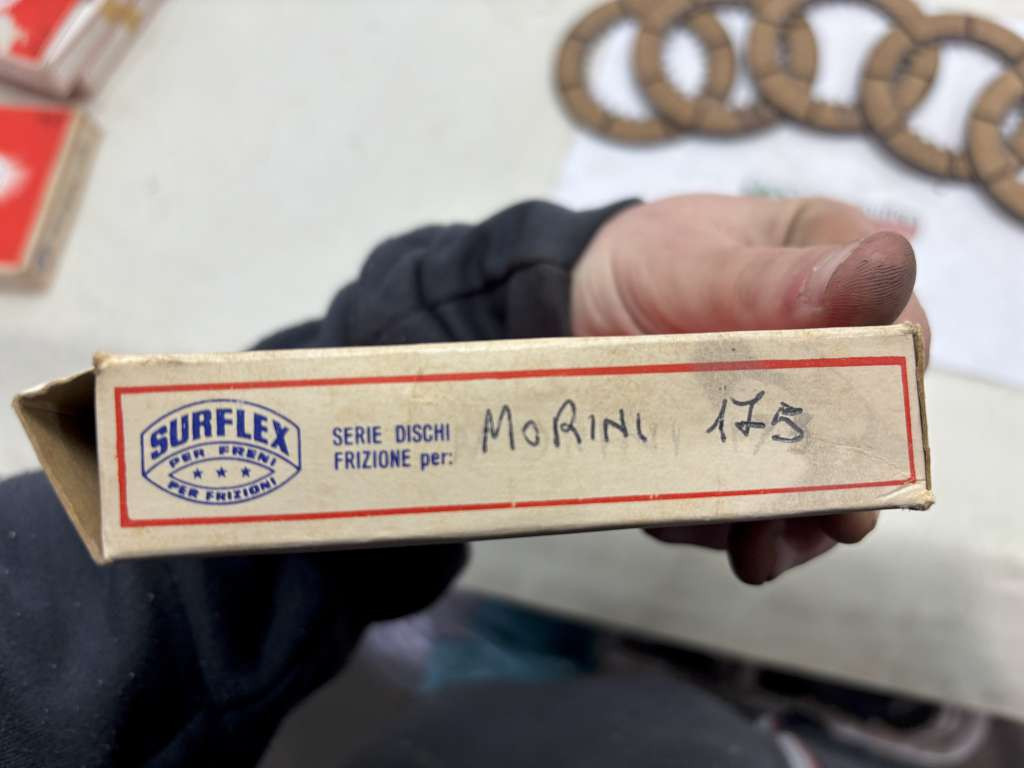 SURFLEX
PER FRENI
PER FRIZIONI
SERIE DISCHI
FRIZIONE per:
MORINI 175